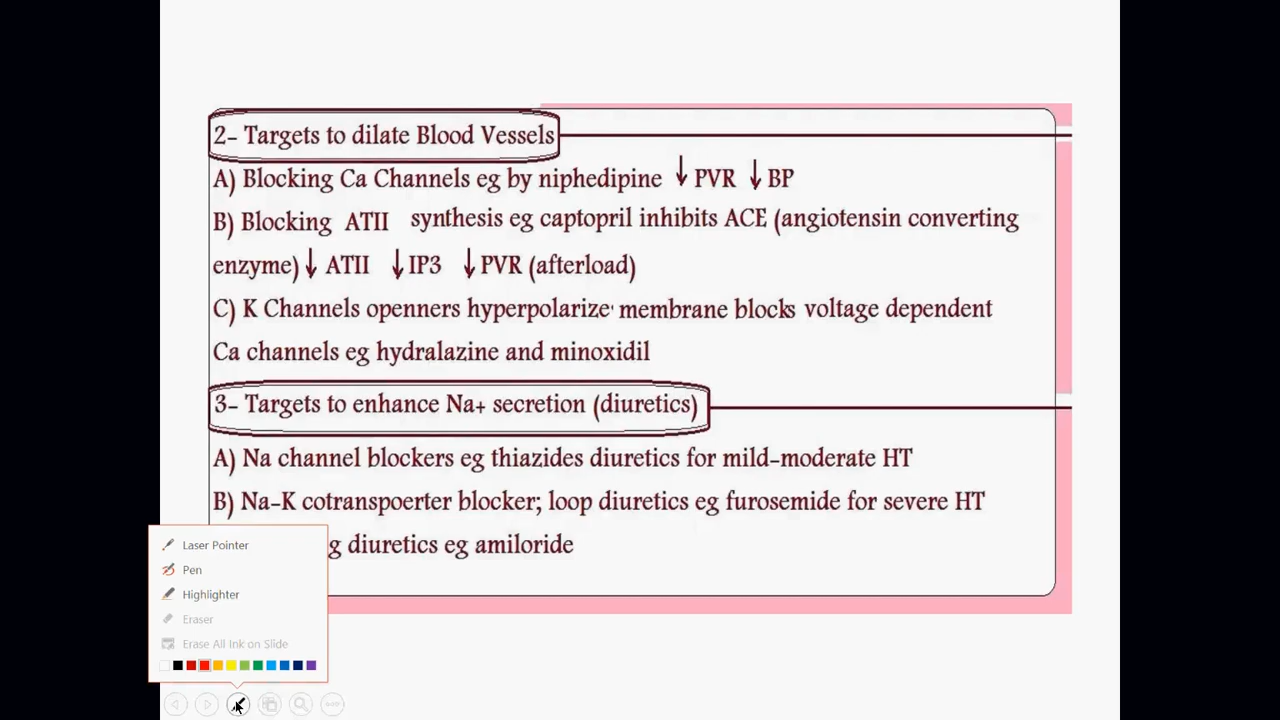 2- Targets to dilate Blood Vessels
A) Blocking Ca Channels eg by niphedipine ↓ PVR ↓ BP
B) Blocking ATII synthesis eg captopril inhibits ACE (angiotensin converting
enzyme) ↓ ATII ↓ IP3 ↓ PVR (afterload)
C) K Channels openners hyperpolarize membrane blocks voltage dependent
Ca channels eg hydralazine and minoxidil
3- Targets to enhance Na+ secretion (diuretics)
A) Na channel blockers eg thiazides diuretics for mild-moderate HT
B) Na-K cotranspoerter blocker; loop diuretics eg furosemide for severe HT
diuretics eg amiloride
Laser Pointer
Pen
Highlighter
Eraser
Erase All Ink on Slide